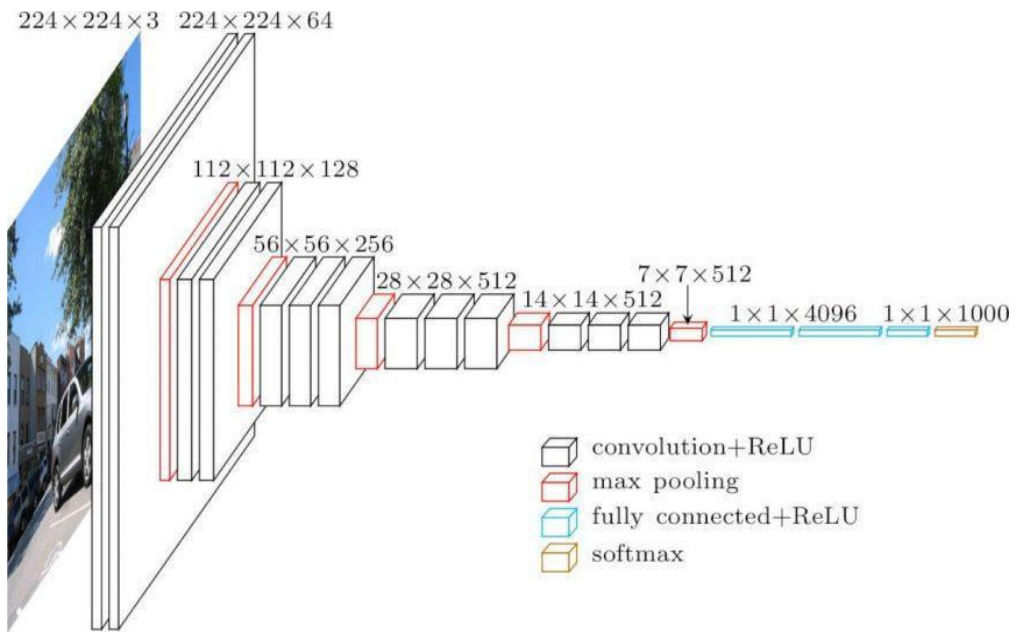 224×224×3
224×224×64
112×112×128
56×56×256
28×28×512
14×14×512
7×7×512
1×1×4096
1×1×1000
convolution+ReLU
max pooling
fully connected+ReLU
softmax